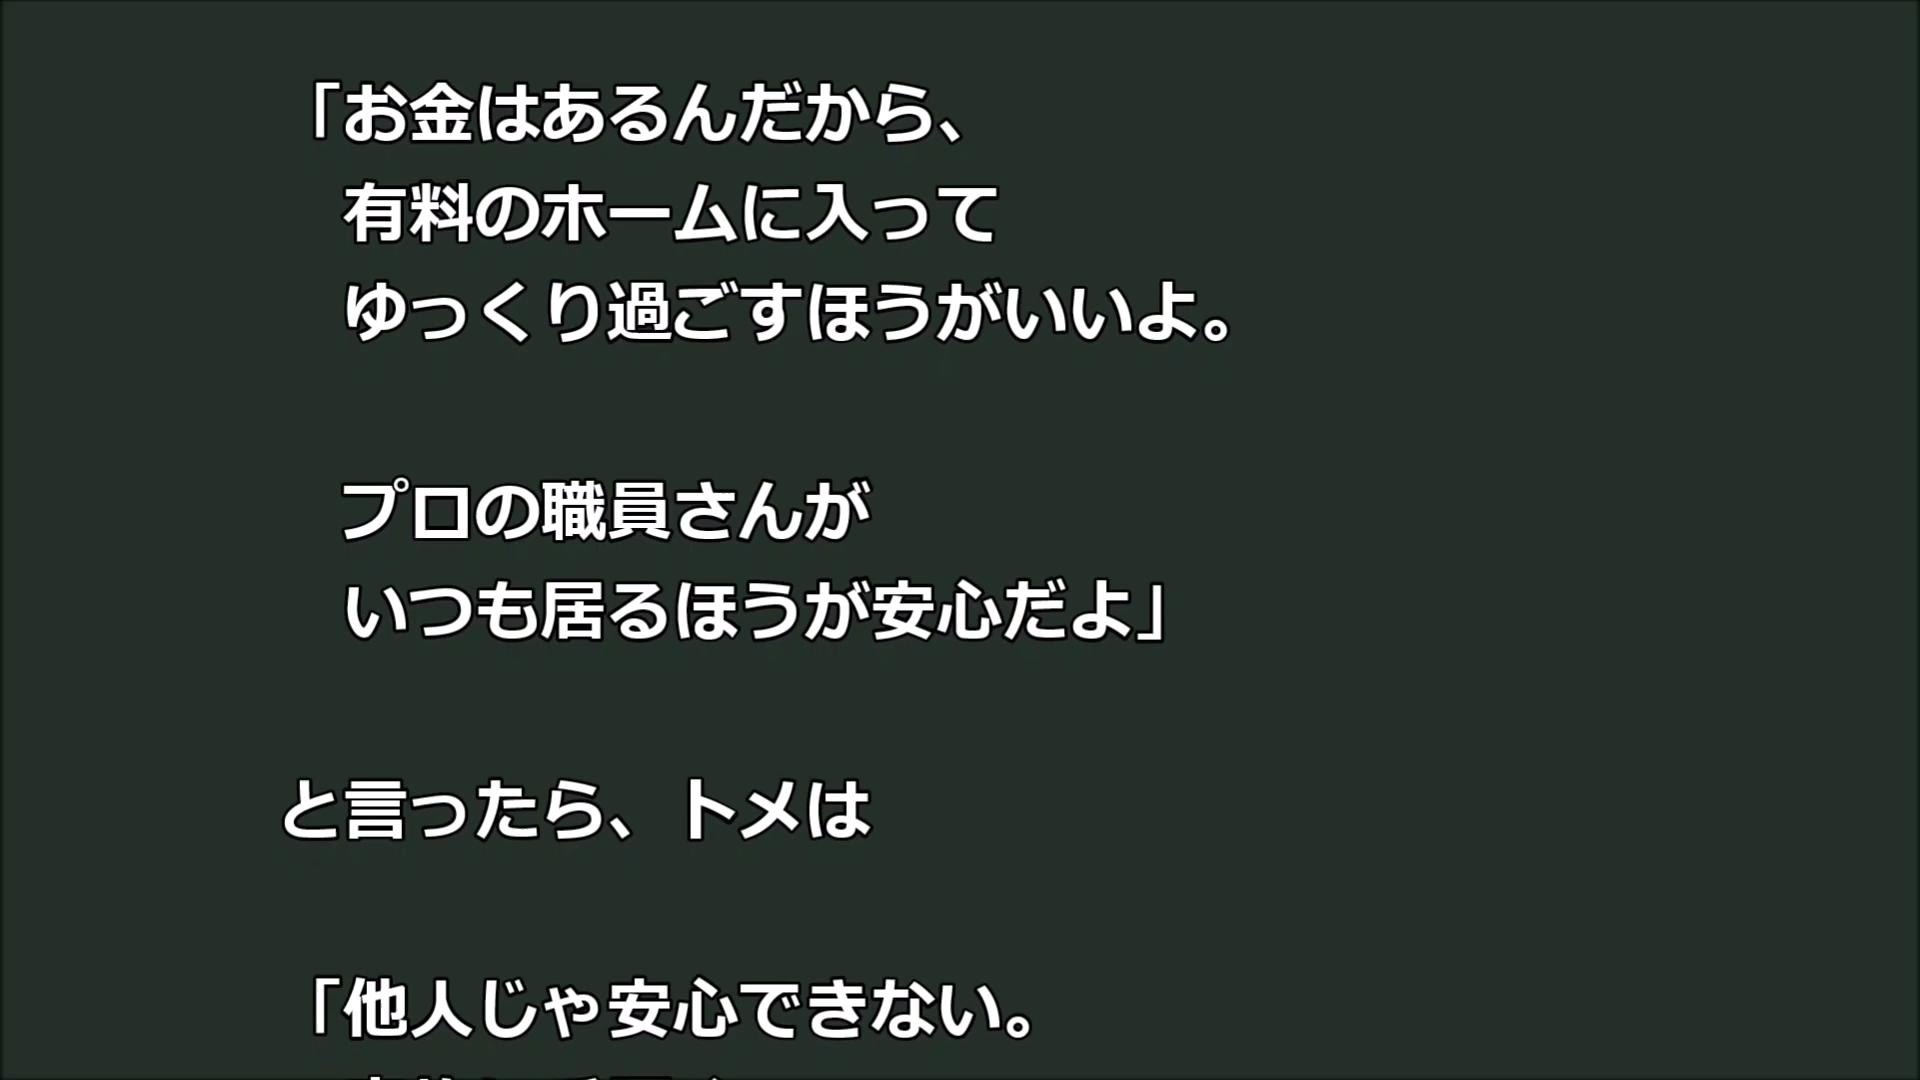 「お金はあるんだから、
有料のホームに入って
ゆっくり過ごすほうがいいよ。
プロの職員さんが
いつも居るほうが安心だよ」
と言ったら、トメは
「他人じゃ安心できない。